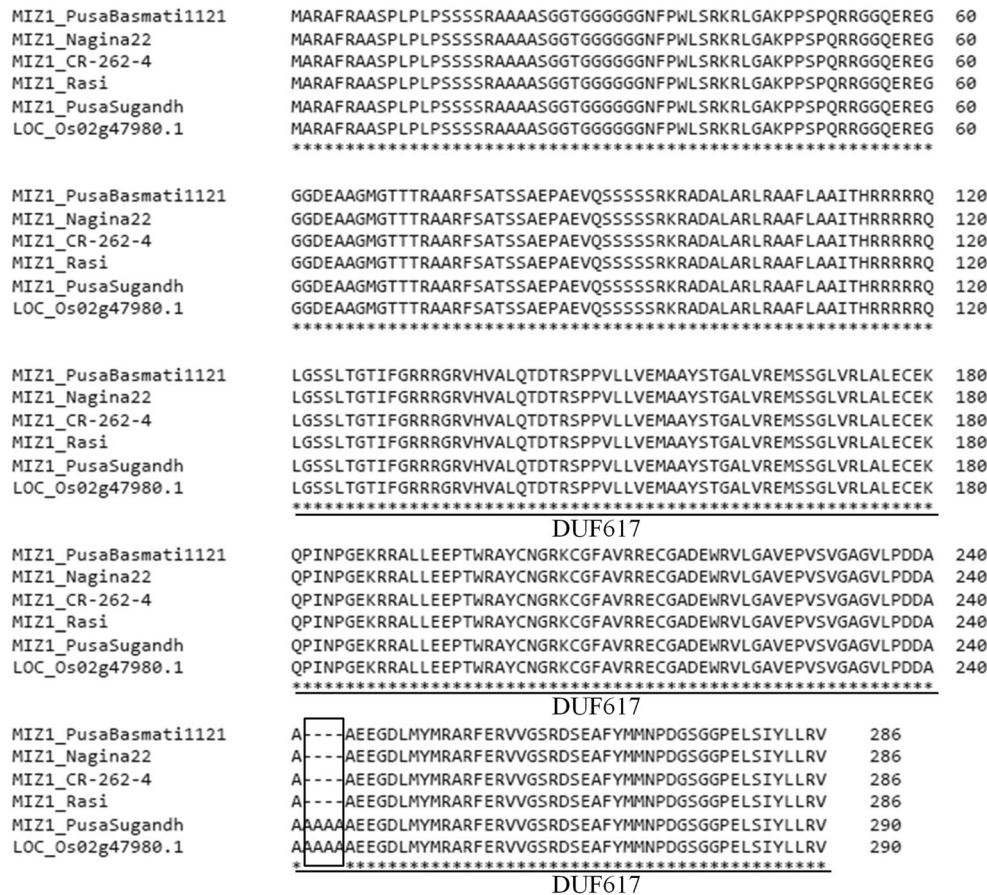 MIZ1_PusaBasmati1121 MARAFRAASPLPLPSSSSRAAAASGGTGGGGGGNFPWLSRKRLGAKPPSPQRRGGQEREG 60
MIZ1_Nagina22 MARAFRAASPLPLPSSSSRAAAASGGTGGGGGGNFPWLSRKRLGAKPPSPQRRGGQEREG 60
MIZ1_CR-262-4 MARAFRAASPLPLPSSSSRAAAASGGTGGGGGGNFPWLSRKRLGAKPPSPQRRGGQEREG 60
MIZ1_Rasi MARAFRAASPLPLPSSSSRAAAASGGTGGGGGGNFPWLSRKRLGAKPPSPQRRGGQEREG 60
MIZ1_PusaSugandh MARAFRAASPLPLPSSSSRAAAASGGTGGGGGGNFPWLSRKRLGAKPPSPQRRGGQEREG 60
LOC_Os02g47980.1 MARAFRAASPLPLPSSSSRAAAASGGTGGGGGGNFPWLSRKRLGAKPPSPQRRGGQEREG 60
************************************************************
MIZ1_PusaBasmati1121 GGDEAAGMGTTTRAARFSATSSAEPAEVQSSSSSRKRADALARLRAAFLAAITHRRRRRQ 120
MIZ1_Nagina22 GGDEAAGMGTTTRAARFSATSSAEPAEVQSSSSSRKRADALARLRAAFLAAITHRRRRRQ 120
MIZ1_CR-262-4 GGDEAAGMGTTTRAARFSATSSAEPAEVQSSSSSRKRADALARLRAAFLAAITHRRRRRQ 120
MIZ1_Rasi GGDEAAGMGTTTRAARFSATSSAEPAEVQSSSSSRKRADALARLRAAFLAAITHRRRRRQ 120
MIZ1_PusaSugandh GGDEAAGMGTTTRAARFSATSSAEPAEVQSSSSSRKRADALARLRAAFLAAITHRRRRRQ 120
LOC_Os02g47980.1 GGDEAAGMGTTTRAARFSATSSAEPAEVQSSSSSRKRADALARLRAAFLAAITHRRRRRQ 120
************************************************************
MIZ1_PusaBasmati1121 LGSSLTGTIFGRRRGRVHVALQTDTRSPPVLLVEMAAYSTGALVREMSSGLVRLALECEK 180
MIZ1_Nagina22 LGSSLTGTIFGRRRGRVHVALQTDTRSPPVLLVEMAAYSTGALVREMSSGLVRLALECEK 180
MIZ1_CR-262-4 LGSSLTGTIFGRRRGRVHVALQTDTRSPPVLLVEMAAYSTGALVREMSSGLVRLALECEK 180
MIZ1_Rasi LGSSLTGTIFGRRRGRVHVALQTDTRSPPVLLVEMAAYSTGALVREMSSGLVRLALECEK 180
MIZ1_PusaSugandh LGSSLTGTIFGRRRGRVHVALQTDTRSPPVLLVEMAAYSTGALVREMSSGLVRLALECEK 180
LOC_Os02g47980.1 LGSSLTGTIFGRRRGRVHVALQTDTRSPPVLLVEMAAYSTGALVREMSSGLVRLALECEK 180
************************************************************
DUF617
MIZ1_PusaBasmati1121 QPINPGEKRRALLEEPTWRAYCNGRKCGFAVRRECGADEWRVLGAVEPVSVGAGVLPDDA 240
MIZ1_Nagina22 QPINPGEKRRALLEEPTWRAYCNGRKCGFAVRRECGADEWRVLGAVEPVSVGAGVLPDDA 240
MIZ1_CR-262-4 QPINPGEKRRALLEEPTWRAYCNGRKCGFAVRRECGADEWRVLGAVEPVSVGAGVLPDDA 240
MIZ1_Rasi QPINPGEKRRALLEEPTWRAYCNGRKCGFAVRRECGADEWRVLGAVEPVSVGAGVLPDDA 240
MIZ1_PusaSugandh QPINPGEKRRALLEEPTWRAYCNGRKCGFAVRRECGADEWRVLGAVEPVSVGAGVLPDDA 240
LOC_Os02g47980.1 QPINPGEKRRALLEEPTWRAYCNGRKCGFAVRRECGADEWRVLGAVEPVSVGAGVLPDDA 240
************************************************************
DUF617
MIZ1_PusaBasmati1121 A----AEEGDLMYMRARFERVVGSRDSEAFYMMNPDGSGGPELSIYLLRV 286
MIZ1_Nagina22 A----AEEGDLMYMRARFERVVGSRDSEAFYMMNPDGSGGPELSIYLLRV 286
MIZ1_CR-262-4 A----AEEGDLMYMRARFERVVGSRDSEAFYMMNPDGSGGPELSIYLLRV 286
MIZ1_Rasi A----AEEGDLMYMRARFERVVGSRDSEAFYMMNPDGSGGPELSIYLLRV 286
MIZ1_PusaSugandh AAAAAAEEGDLMYMRARFERVVGSRDSEAFYMMNPDGSGGPELSIYLLRV 290
LOC_Os02g47980.1 AAAAAAEEGDLMYMRARFERVVGSRDSEAFYMMNPDGSGGPELSIYLLRV 290
*    *********************************************
DUF617